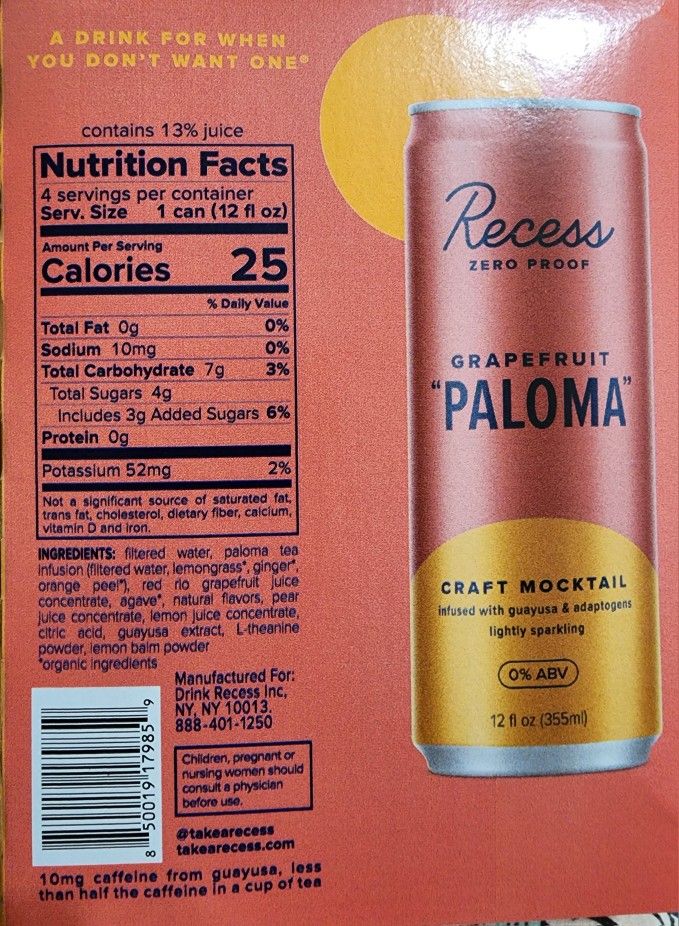 A DRINK FOR WHEN
YOU DON'T WANT ONE®
contains 13% juice
Nutrition Facts
4 servings per container
Serv. Size 1 can (12 fl oz)
Amount Per Serving
Calories 25
% Daily Value
Total Fat 0g 0%
Sodium 10mg 0%
Total Carbohydrate 7g 3%
Total Sugars 4g
Includes 3g Added Sugars 6%
Protein 0g
Potassium 52mg 2%
Not a significant source of saturated fat,
trans fat, cholesterol, dietary fiber, calcium,
vitamin D and iron.
INGREDIENTS: filtered water, paloma tea
infusion (filtered water, lemongrass*, ginger*,
orange peel*), red rio grapefruit juice
concentrate, agave*, natural flavors, pear
juice concentrate, lemon juice concentrate,
citric acid, guayusa extract, L-theanine
powder, lemon balm powder
*organic ingredients
Manufactured For:
Drink Recess Inc,
NY, NY 10013.
888-401-1250
Children, pregnant or
nursing women should
consult a physician
before use.
@takearecess
takearecess.com
8 50019 17985 9
10mg caffeine from guayusa, less
than half the caffeine in a cup of tea
Recess
ZERO PROOF
GRAPEFRUIT
"PALOMA"
CRAFT MOCKTAIL
infused with guayusa & adaptogens
lightly sparkling
0% ABV
12 fl oz (355ml)